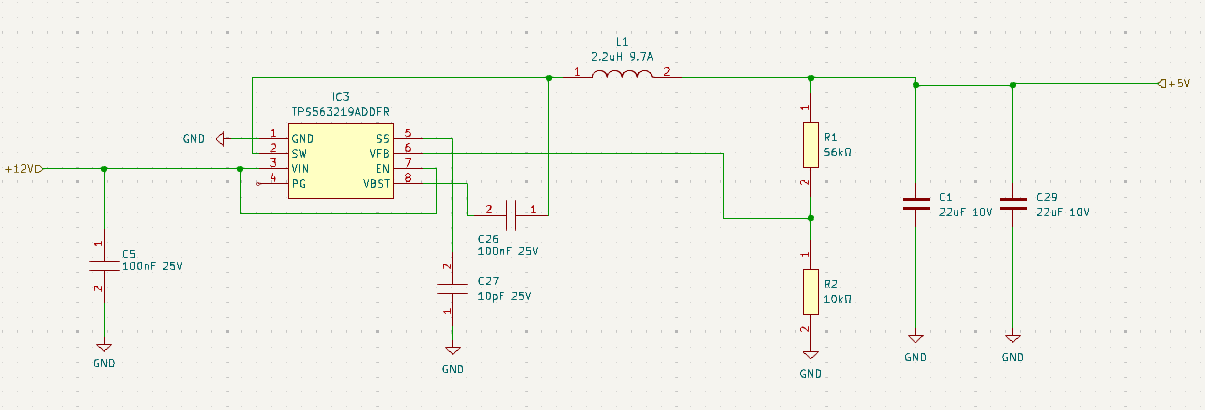 L1
2.2uH 9.7A
1
2
+5V
IC3
TPS563219ADDFR
GND
1
GND
SS
5
2
SW
VFB
6
+12V
3
VIN
EN
7
4
PG
VBST
8
1
R1
56kΩ
2
2
1
C26
100nF 25V
C1
22uF 10V
C29
22uF 10V
1
C5
100nF 25V
2
2
C27
10pF 25V
1
1
R2
10kΩ
2
GND
GND
GND
GND
GND